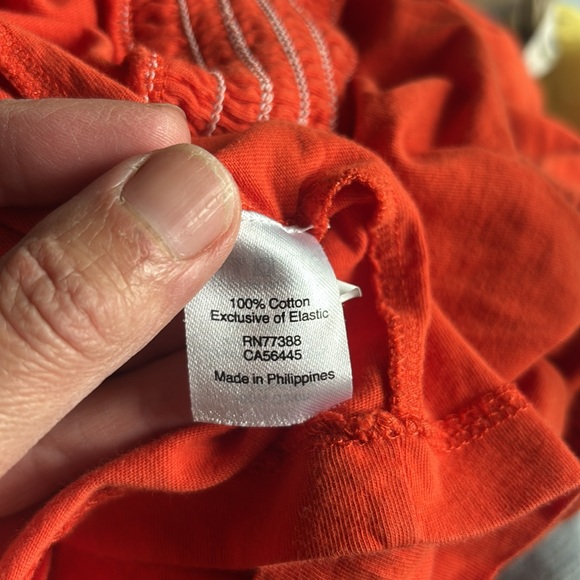 100% Cotton
Exclusive of Elastic
RN77388
CA56445
Made in Philippines